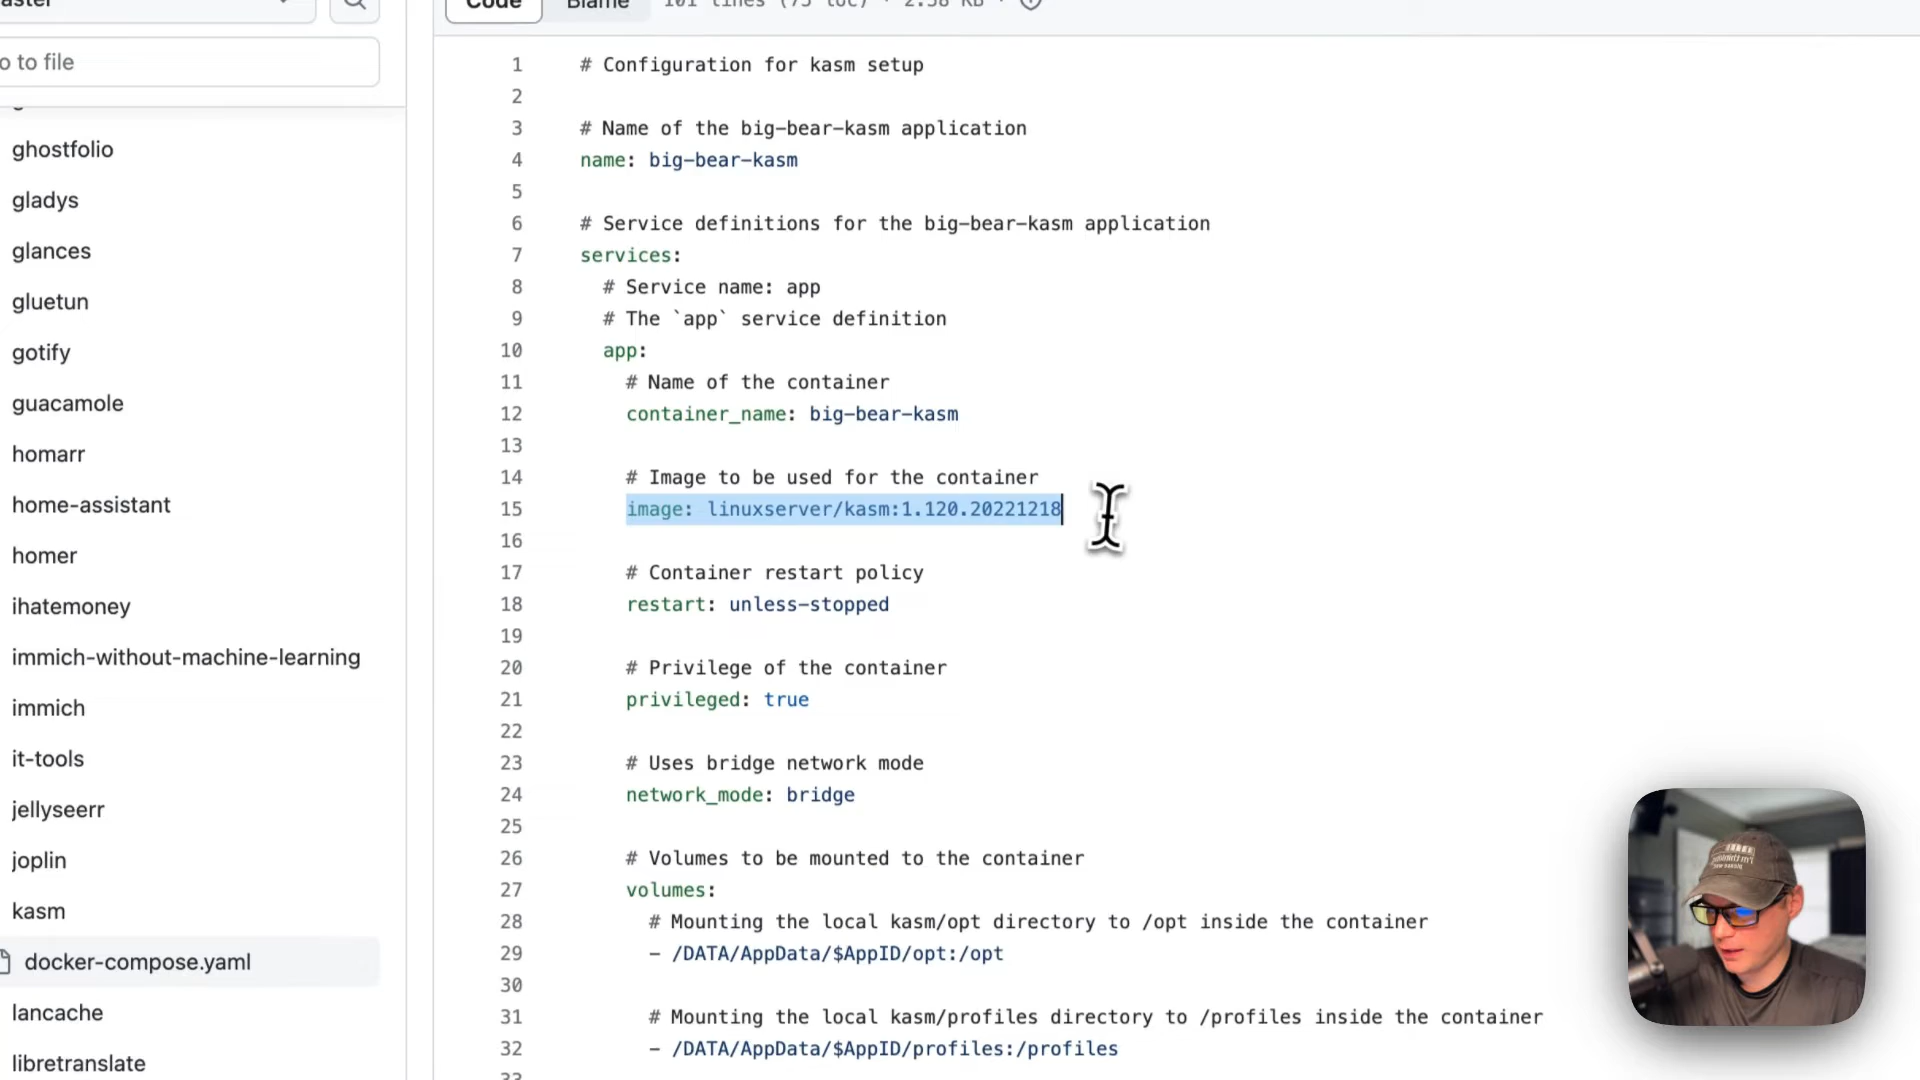 Code
Blame
101 lines (75 loc) · 2.58 KB ·
o to file
ghostfolio
gladys
glances
gluetun
gotify
guacamole
homarr
home-assistant
homer
ihatemoney
immich-without-machine-learning
immich
it-tools
jellyseerr
joplin
kasm
docker-compose.yaml
lancache
libretranslate
1 # Configuration for kasm setup
2
3 # Name of the big-bear-kasm application
4 name: big-bear-kasm
5
6 # Service definitions for the big-bear-kasm application
7 services:
8 # Service name: app
9 # The `app` service definition
10 app:
11 # Name of the container
12 container_name: big-bear-kasm
13
14 # Image to be used for the container
15 image: linuxserver/kasm:1.120.20221218
16
17 # Container restart policy
18 restart: unless-stopped
19
20 # Privilege of the container
21 privileged: true
22
23 # Uses bridge network mode
24 network_mode: bridge
25
26 # Volumes to be mounted to the container
27 volumes:
28 # Mounting the local kasm/opt directory to /opt inside the container
29 - /DATA/AppData/$AppID/opt:/opt
30
31 # Mounting the local kasm/profiles directory to /profiles inside the container
32 - /DATA/AppData/$AppID/profiles:/profiles